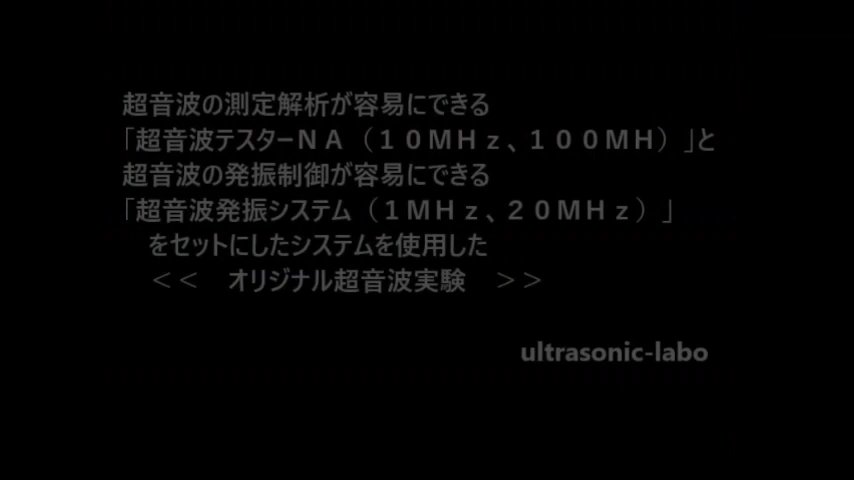 超音波の測定解析が容易にできる
「超音波テスターＮＡ（１０ＭＨｚ、１００ＭＨ）」と
超音波の発振制御が容易にできる
「超音波発振システム（１ＭＨｚ、２０ＭＨｚ）」
をセットにしたシステムを使用した
＜＜　オリジナル超音波実験　＞＞
ultrasonic-labo